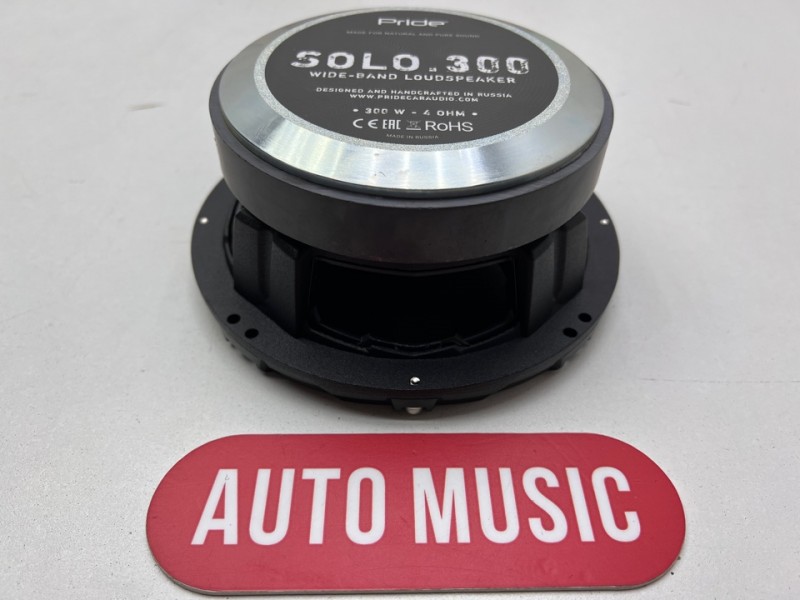 Pride
MADE FOR NATURAL AND PURE SOUND
SOLO.300
WIDE-BAND LOUDSPEAKER
DESIGNED AND HANDCRAFTED IN RUSSIA
WWW.PRIDECARAUDIO.COM
• 300 W - 4 OHM •
CE EAC RoHS
MADE IN RUSSIA
AUTO MUSIC